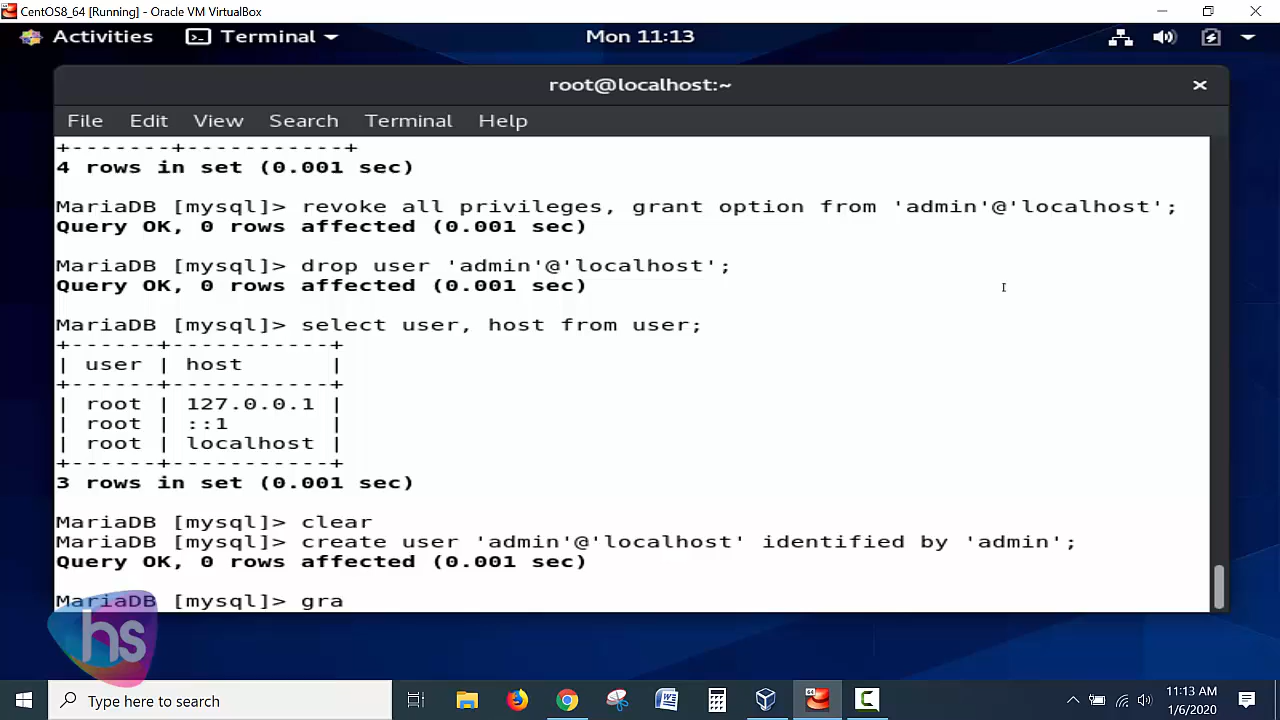 CentOS8_64 [Running] - Oracle VM VirtualBox
Activities Terminal Mon 11:13
root@localhost:~
File Edit View Search Terminal Help
+-------+-----------+
4 rows in set (0.001 sec)
MariaDB [mysql]> revoke all privileges, grant option from 'admin'@'localhost';
Query OK, 0 rows affected (0.001 sec)
MariaDB [mysql]> drop user 'admin'@'localhost';
Query OK, 0 rows affected (0.001 sec)
MariaDB [mysql]> select user, host from user;
+------+-----------+
| user | host      |
+------+-----------+
| root | 127.0.0.1 |
| root | ::1       |
| root | localhost |
+------+-----------+
3 rows in set (0.001 sec)
MariaDB [mysql]> clear
MariaDB [mysql]> create user 'admin'@'localhost' identified by 'admin';
Query OK, 0 rows affected (0.001 sec)
MariaDB [mysql]> gra
hs
Type here to search
11:13 AM
1/6/2020